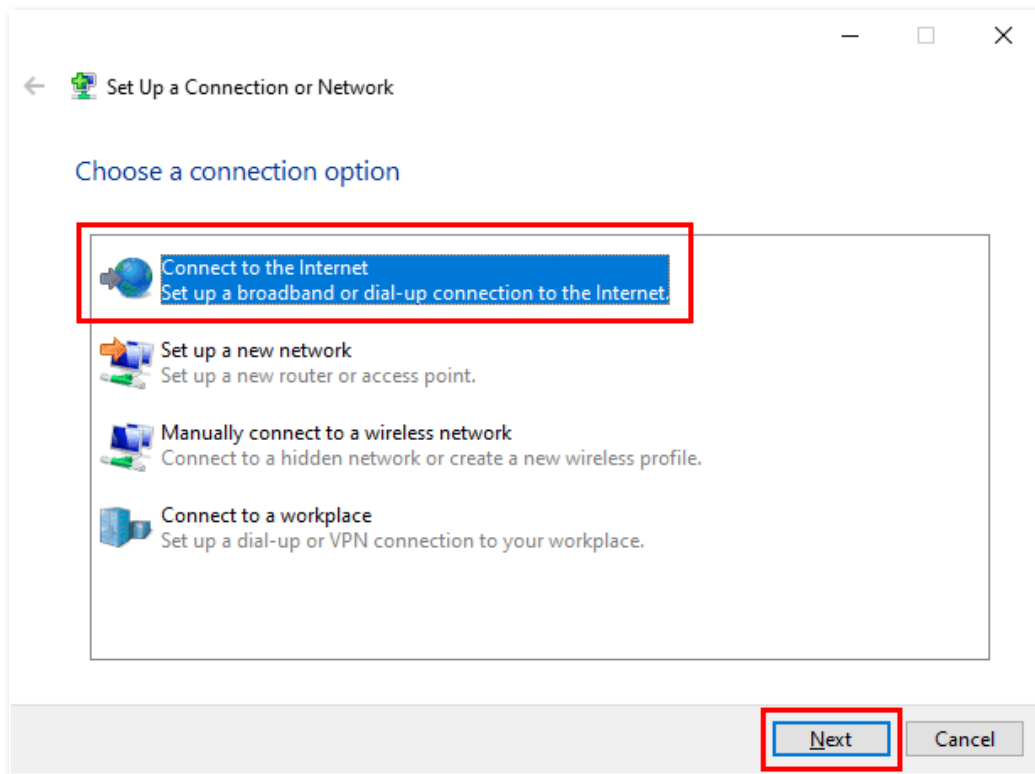 Set Up a Connection or Network
Choose a connection option
Connect to the Internet
Set up a broadband or dial-up connection to the Internet.
Set up a new network
Set up a new router or access point.
Manually connect to a wireless network
Connect to a hidden network or create a new wireless profile.
Connect to a workplace
Set up a dial-up or VPN connection to your workplace.
Next Cancel